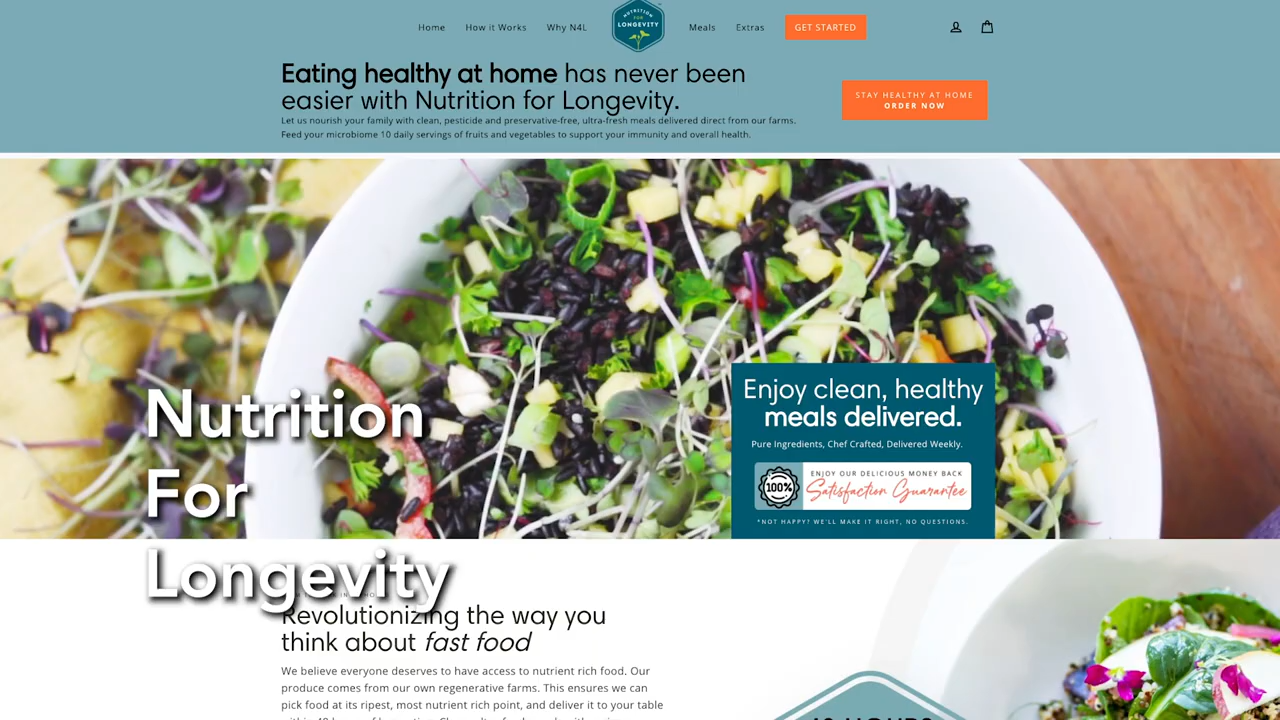 Home How it Works Why N4L
NUTRITION
FOR
LONGEVITY
Meals Extras GET STARTED
Eating healthy at home has never been
easier with Nutrition for Longevity.
Let us nourish your family with clean, pesticide and preservative-free, ultra-fresh meals delivered direct from our farms.
Feed your microbiome 10 daily servings of fruits and vegetables to support your immunity and overall health.
STAY HEALTHY AT HOME
ORDER NOW
Enjoy clean, healthy
meals delivered.
Pure Ingredients, Chef Crafted, Delivered Weekly.
100%
ENJOY OUR DELICIOUS MONEY BACK
Satisfaction Guarantee
*NOT HAPPY? WE'LL MAKE IT RIGHT, NO QUESTIONS.
Nutrition
For
Longevity
Revolutionizing the way you
think about fast food
We believe everyone deserves to have access to nutrient rich food. Our
produce comes from our own regenerative farms. This ensures we can
pick food at its ripest, most nutrient rich point, and deliver it to your table